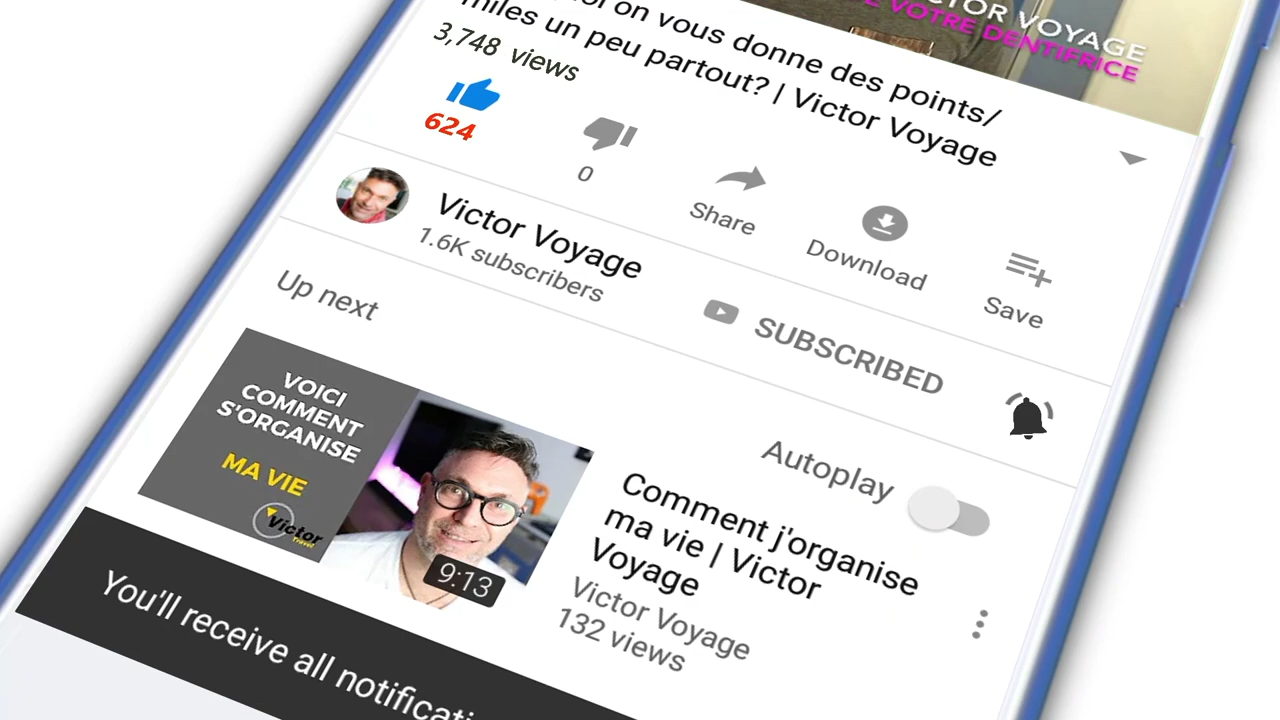 CTOR VOYAGE
VOTRE DENTIFRICE
on vous donne des points/
miles un peu partout? | Victor Voyage
3,748 views
624
0
Share
Download
Save
Victor Voyage
1.6K subscribers
SUBSCRIBED
Up next
Autoplay
VOICI
COMMENT
S'ORGANISE
MA VIE
Victor
Travel
9:13
Comment j'organise
ma vie | Victor
Voyage
Victor Voyage
132 views
You'll receive all notificati